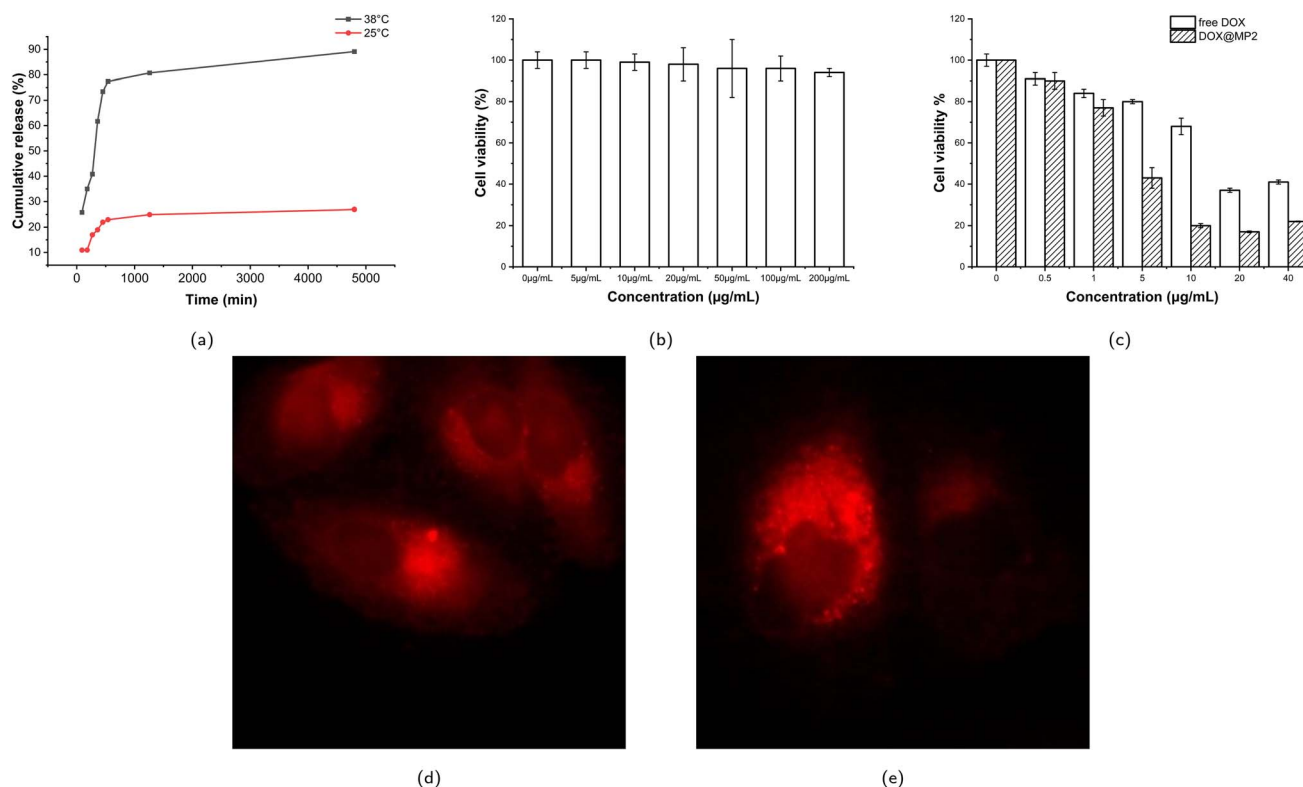 38°C
25°C
90
80
70
60
50
40
30
20
10
Cumulative release (%)
0 1000 2000 3000 4000 5000
Time (min)
(a)
120
100
80
60
40
20
0
Cell viability (%)
0µg/mL 5µg/mL 10µg/mL 20µg/mL 50µg/mL 100µg/mL 200µg/mL
Concentration (µg/mL)
(b)
free DOX
DOX@MP2
120
100
80
60
40
20
0
Cell viability %
0 0.5 1 5 10 20 40
Concentration (µg/mL)
(c)
(d)
(e)